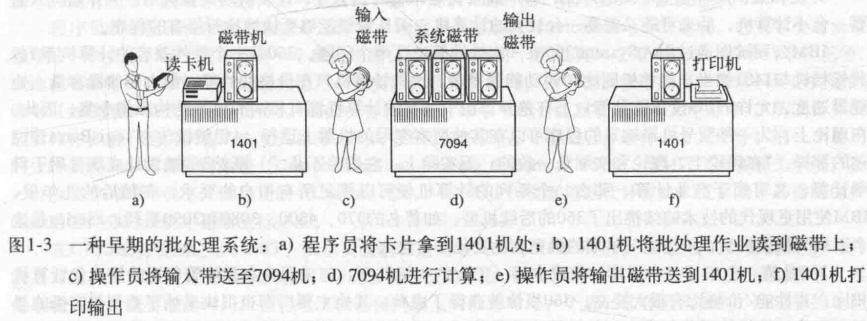 输入
磁带
输出
磁带
读卡机
磁带机
系统磁带
打印机
1401
7094
1401
a)
b)
c)
d)
e)
f)
图1-3 一种早期的批处理系统：a) 程序员将卡片拿到1401机处；b) 1401机将批处理作业读到磁带上；
c) 操作员将输入带送至7094机；d) 7094机进行计算；e) 操作员将输出磁带送到1401机；f) 1401机打
印输出